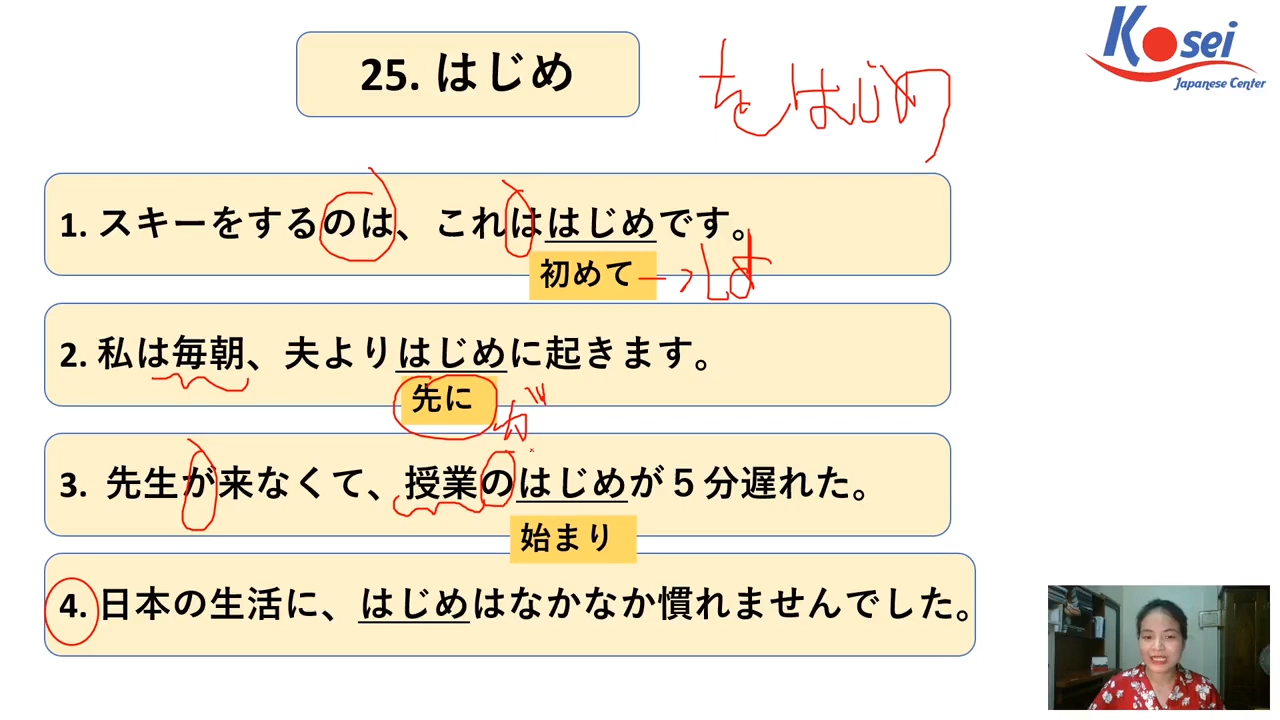 Kosei
Japanese Center
25. はじめ
をはじめ
1. スキーをするのは、これははじめです。
初めて
2. 私は毎朝、夫よりはじめに起きます。
先に
が
3. 先生が来なくて、授業のはじめが５分遅れた。
始まり
4. 日本の生活に、はじめはなかなか慣れませんでした。